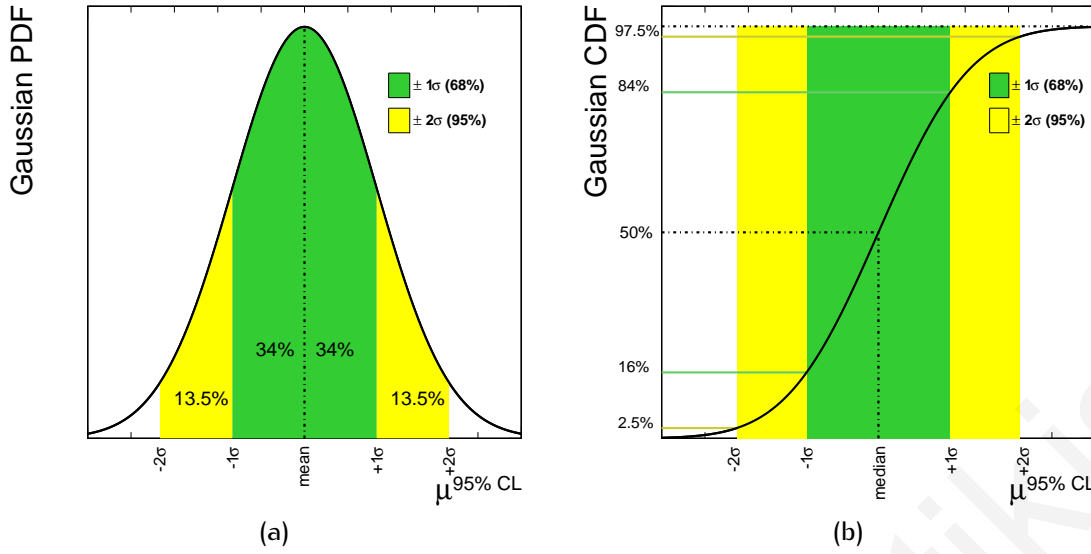 Gaussian PDF
± 1σ (68%)
± 2σ (95%)
34%
34%
13.5%
13.5%
-2σ
-1σ
mean
+1σ
+2σ
μ95% CL
(a)
Gaussian CDF
97.5%
84%
50%
16%
2.5%
± 1σ (68%)
± 2σ (95%)
-2σ
-1σ
median
+1σ
+2σ
μ95% CL
(b)